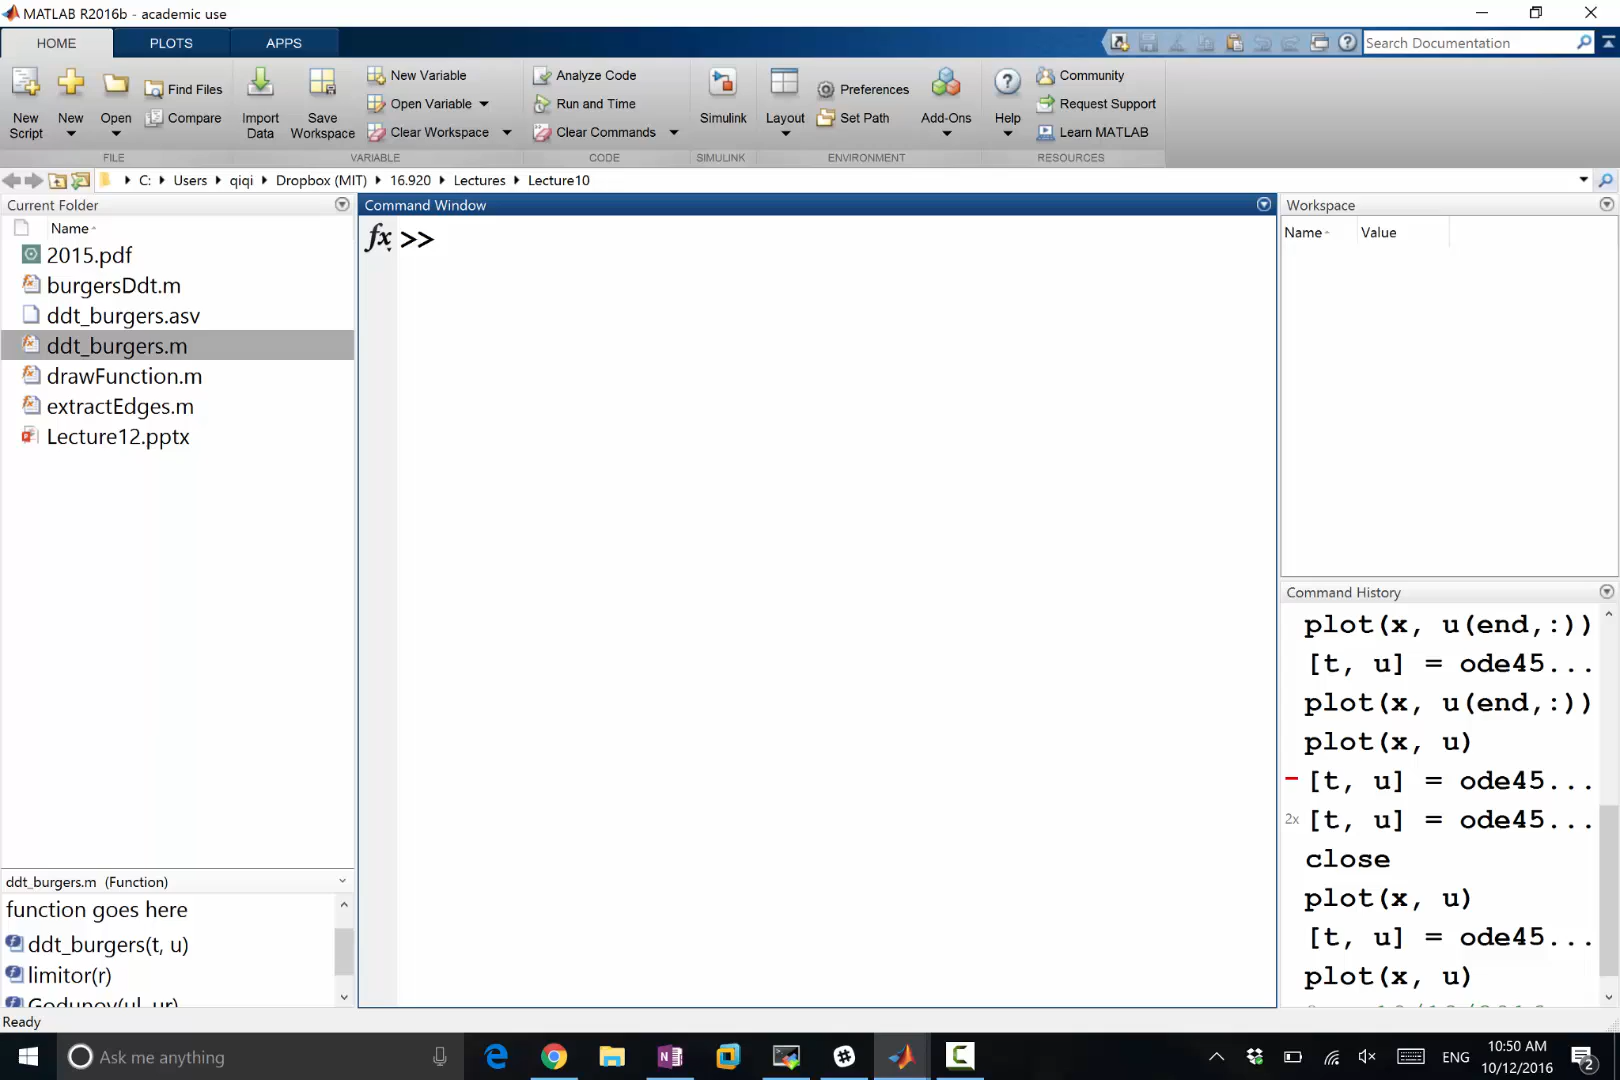 MATLAB R2016b - academic use
HOME PLOTS APPS
Search Documentation
New Script
New
Open
Find Files
Compare
Import Data
Save Workspace
New Variable
Open Variable
Clear Workspace
Analyze Code
Run and Time
Clear Commands
Simulink
Layout
Preferences
Set Path
Add-Ons
Help
Community
Request Support
Learn MATLAB
FILE VARIABLE CODE SIMULINK ENVIRONMENT RESOURCES
C: Users qiqi Dropbox (MIT) 16.920 Lectures Lecture10
Current Folder
Name
2015.pdf
burgersDdt.m
ddt_burgers.asv
ddt_burgers.m
drawFunction.m
extractEdges.m
Lecture12.pptx
ddt_burgers.m (Function)
function goes here
ddt_burgers(t, u)
limitor(r)
Godunov(ul, ur)
Command Window
fx >>
Workspace
Name Value
Command History
plot(x, u(end,:))
[t, u] = ode45...
plot(x, u(end,:))
plot(x, u)
[t, u] = ode45...
2x [t, u] = ode45...
close
plot(x, u)
[t, u] = ode45...
plot(x, u)
Ready
Ask me anything
ENG
10:50 AM
10/12/2016
2